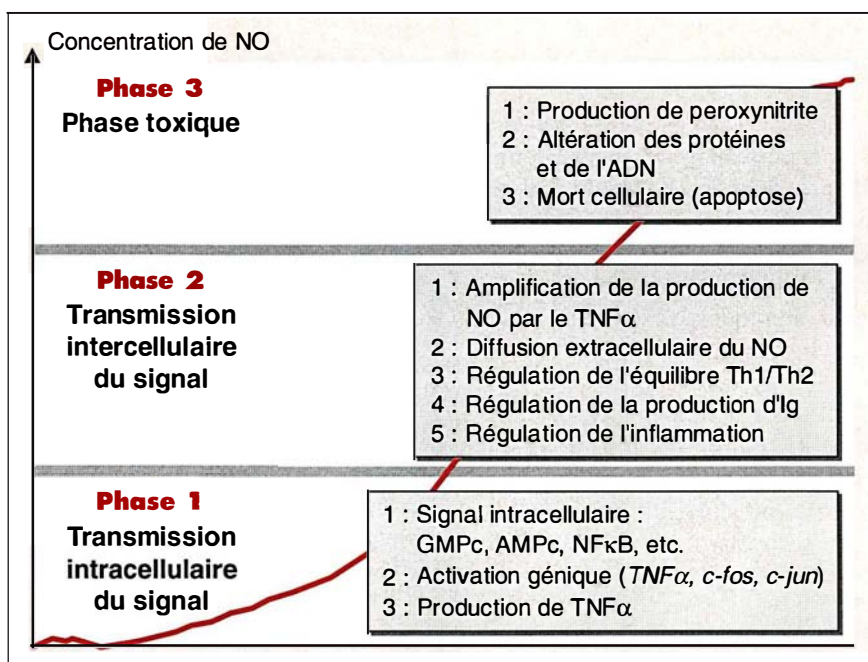 Concentration de NO
Phase 3
Phase toxique
1 : Production de peroxynitrite
2 : Altération des protéines
et de l'ADN
3 : Mort cellulaire (apoptose)
Phase 2
Transmission
intercellulaire
du signal
1 : Amplification de la production de
NO par le TNFα
2 : Diffusion extracellulaire du NO
3 : Régulation de l'équilibre Th1/Th2
4 : Régulation de la production d'Ig
5 : Régulation de l'inflammation
Phase 1
Transmission
intracellulaire
du signal
1 : Signal intracellulaire :
GMPc, AMPc, NFκB, etc.
2 : Activation génique (TNFα, c-fos, c-jun)
3 : Production de TNFα